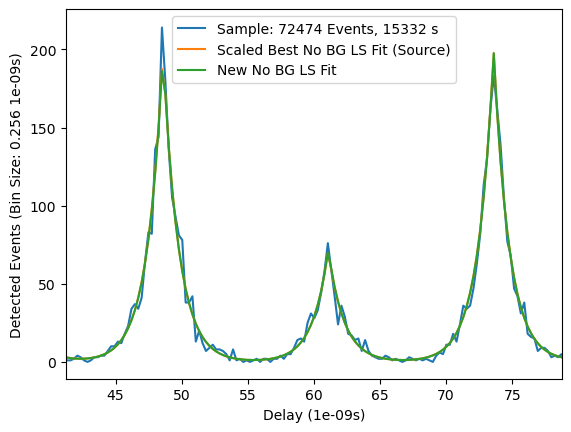 Sample: 72474 Events, 15332 s
Scaled Best No BG LS Fit (Source)
New No BG LS Fit
Detected Events (Bin Size: 0.256 1e-09s)
200
150
100
50
0
45 50 55 60 65 70 75
Delay (1e-09s)